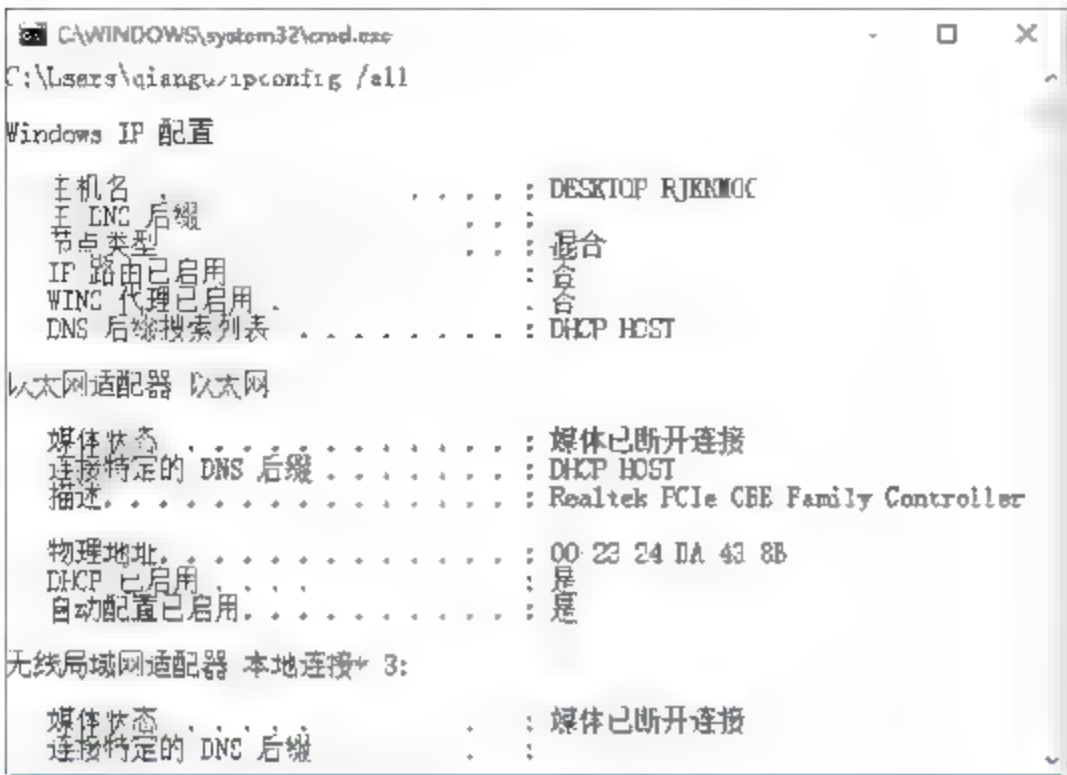 C:\WINDOWS\system32\cmd.exe
C:\Users\qiangu>ipconfig /all
Windows IP 配置
主机名 . . . . . : DESKTOP
主 DNS 后缀 . . :
节点类型 . . : 混合
IP 路由已启用 : 否
WINS 代理已启用 . . : 否
DNS 后缀搜索列表 . . . . . . . . : DHCP HOST
以太网适配器 以太网
媒体状态 . . . . . . . . . . . . : 媒体已断开连接
连接特定的 DNS 后缀 . . . . . . . : DHCP HOST
描述. . . . . . . . . . . . . . . : Realtek PCIe GBE Family Controller
物理地址. . . . . . . . . . . . . : 00-23 24 DA 43 8B
DHCP 已启用 . . . . : 是
自动配置已启用. . . . . . . . . . : 是
无线局域网适配器 本地连接* 3:
媒体状态 . . . . . . : 媒体已断开连接
连接特定的 DNS 后缀 . :